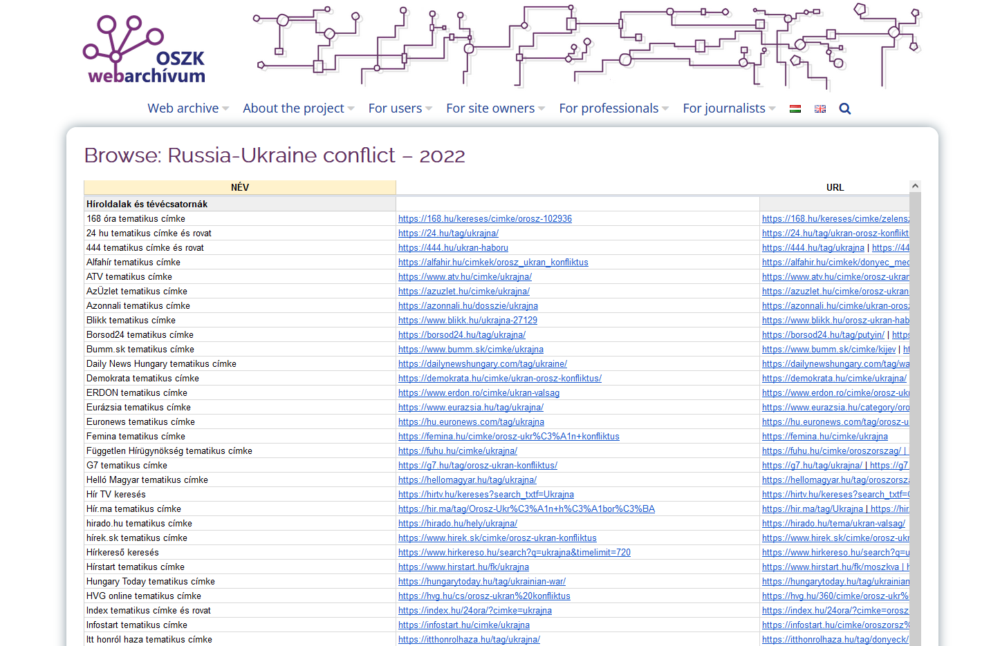 OSZK
webarchívum
Web archive About the project For users For site owners For professionals For journalists
Browse: Russia-Ukraine conflict – 2022
NÉV URL
Híroldalak és tévécsatornák
168 óra tematikus címke https://168.hu/kereses/cimke/orosz-102936 https://168.hu/kereses/cimke/zelensz
24 hu tematikus címke és rovat https://24.hu/tag/ukrajna/ https://24.hu/tag/ukran-orosz-konflikt
444 tematikus címke és rovat https://444.hu/ukran-haboru https://444.hu/tag/ukrajna | https://44
Alfahír tematikus címke https://alfahir.hu/cimkek/orosz_ukran_konfliktus https://alfahir.hu/cimkek/donyec_med
ATV tematikus címke https://www.atv.hu/cimke/ukrajna/ https://www.atv.hu/cimke/orosz-ukran
AzÜzlet tematikus címke https://azuzlet.hu/cimke/ukrajna/ https://azuzlet.hu/cimke/orosz-ukran
Azonnali tematikus címke https://azonnali.hu/dosszie/ukrajna https://azonnali.hu/cimke/ukran-orosz
Blikk tematikus címke https://www.blikk.hu/ukrajna-27129 https://www.blikk.hu/orosz-ukran-hab
Borsod24 tematikus címke https://borsod24.hu/tag/ukrajna/ https://borsod24.hu/tag/putyin/ | https
Bumm.sk tematikus címke https://www.bumm.sk/cimke/ukrajna https://www.bumm.sk/cimke/kijev | ht
Daily News Hungary tematikus címke https://dailynewshungary.com/tag/ukraine/ https://dailynewshungary.com/tag/wa
Demokrata tematikus címke https://demokrata.hu/cimke/ukran-orosz-konfliktus/ https://demokrata.hu/cimke/ukrajna/
ERDON tematikus címke https://www.erdon.ro/cimke/ukran-valsag https://www.erdon.ro/cimke/orosz-ukr
Eurázsia tematikus címke https://www.eurazsia.hu/tag/ukrajna/ https://www.eurazsia.hu/category/oro
Euronews tematikus címke https://hu.euronews.com/tag/ukrajna https://hu.euronews.com/tag/orosz-u
Femina tematikus címke https://femina.hu/cimke/orosz-ukr%C3%A1n+konfliktus https://femina.hu/cimke/ukrajna
Független Hírügynökség tematikus címke https://fuhu.hu/cimke/ukrajna/ https://fuhu.hu/cimke/oroszorszag/ |
G7 tematikus címke https://g7.hu/tag/orosz-ukran-konfliktus/ https://g7.hu/tag/ukrajna/ | https://g7.
Helló Magyar tematikus címke https://hellomagyar.hu/tag/ukrajna/ https://hellomagyar.hu/tag/oroszorsza
Hír TV keresés https://hirtv.hu/kereses?search_txtf=Ukrajna https://hirtv.hu/kereses?search_txtf=
Hír.ma tematikus címke https://hir.ma/tag/Orosz-Ukr%C3%A1n+h%C3%A1bor%C3%BA https://hir.ma/tag/Ukrajna | https://hir.
hirado.hu tematikus címke https://hirado.hu/hely/ukrajna/ https://hirado.hu/tema/ukran-valsag/
hírek.sk tematikus címke https://www.hirek.sk/cimke/orosz-ukran-konfliktus https://www.hirek.sk/cimke/orosz-ukr
Hírkereső keresés https://www.hirkereso.hu/search?q=ukrajna&timelimit=720 https://www.hirkereso.hu/search?q=u
Hírstart tematikus címke https://www.hirstart.hu/fk/ukrajna https://www.hirstart.hu/fk/moszkva | h
Hungary Today tematikus címke https://hungarytoday.hu/tag/ukrainian-war/ https://hungarytoday.hu/tag/ukrainian
HVG online tematikus címke https://hvg.hu/cs/orosz-ukran%20konfliktus https://hvg.hu/360/cimke/orosz-ukr%
Index tematikus címke és rovat https://index.hu/24ora/?cimke=ukrajna https://index.hu/24ora/?cimke=orosz
Infostart tematikus címke https://infostart.hu/cimke/ukrajna https://infostart.hu/cimke/oroszorsz%
Itt honról haza tematikus címke https://itthonrolhaza.hu/tag/ukrajna/ https://itthonrolhaza.hu/tag/donyeck/